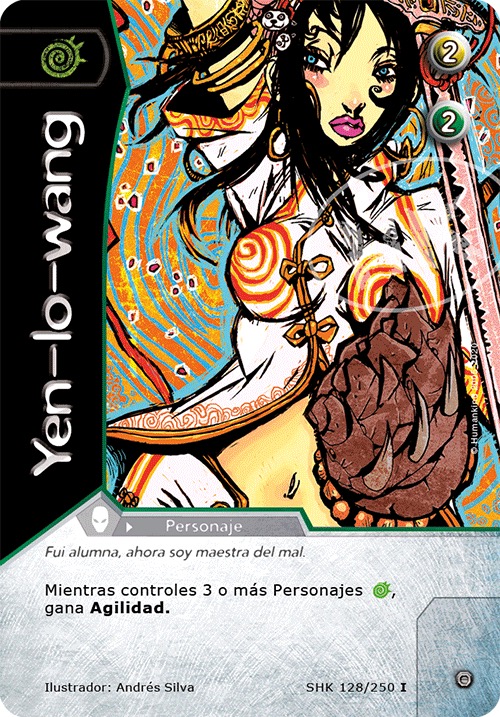 2
2
Yen-lo-wang
Personaje
Fui alumna, ahora soy maestra del mal.
Mientras controles 3 o más Personajes ,
gana Agilidad.
Ilustrador: Andrés Silva
SHK 128/250 I